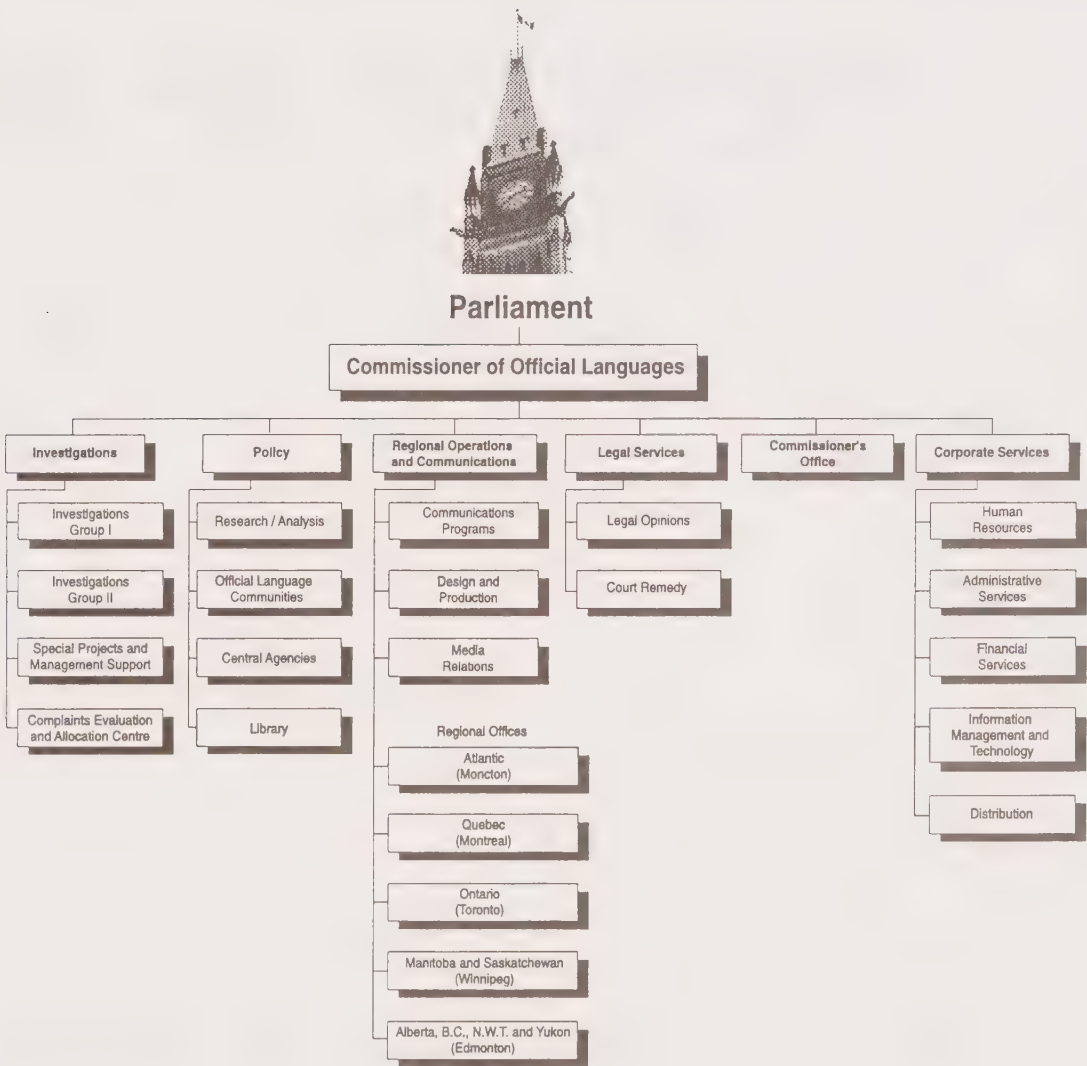 Parliament
Commissioner of Official Languages
Investigations
Investigations
Group I
Investigations
Group II
Special Projects and
Management Support
Complaints Evaluation
and Allocation Centre
Policy
Research / Analysis
Official Language
Communities
Central Agencies
Library
Regional Operations
and Communications
Communications
Programs
Design and
Production
Media
Relations
Regional Offices
Atlantic
(Moncton)
Quebec
(Montreal)
Ontario
(Toronto)
Manitoba and Saskatchewan
(Winnipeg)
Alberta, B.C., N.W.T. and Yukon
(Edmonton)
Legal Services
Legal Opinions
Court Remedy
Commissioner's
Office
Corporate Services
Human
Resources
Administrative
Services
Financial
Services
Information
Management and
Technology
Distribution